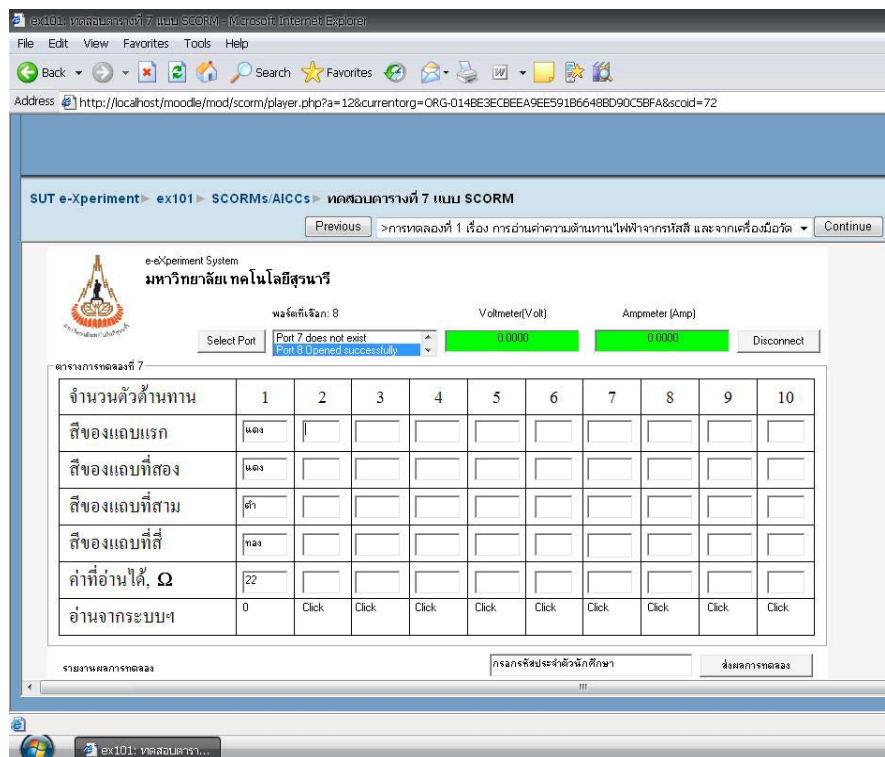 ex101: ทดสอบตารางที่ 7 แบบ SCORM - Microsoft Internet Explorer
File Edit View Favorites Tools Help
Back Search Favorites
Address http://localhost/moodle/mod/scorm/player.php?a=12&currentorg=ORG-014BE3ECBEEA9EE591B6648BD90C5BFA&scoid=72
SUT e-Xperiment► ex101► SCORMs/AICCs► ทดสอบตารางที่ 7 แบบ SCORM
Previous >การทดลองที่ 1 เรื่อง การอ่านค่าความต้านทานไฟฟ้าจากรหัสสี และจากเครื่องมือวัด Continue
e-eXperiment System
มหาวิทยาลัยเทคโนโลยีสุรนารี
พอร์ตที่เลือก: 8 Voltmeter(Volt) Ampmeter (Amp)
Select Port Port 7 does not exist 0.0000 0.0000 Disconnect
Port 8 Opened successfully
ตารางการทดลองที่ 7
จำนวนตัวต้านทาน 1 2 3 4 5 6 7 8 9 10
สีของแถบแรก แดง
สีของแถบที่สอง แดง
สีของแถบที่สาม ดำ
สีของแถบที่สี่ ทอง
ค่าที่อ่านได้, Ω 22
อ่านจากระบบฯ 0 Click Click Click Click Click Click Click Click Click
รายงานผลการทดลอง กรอกรหัสประจำตัวนักศึกษา ส่งผลการทดลอง
ex101: ทดสอบตารา...